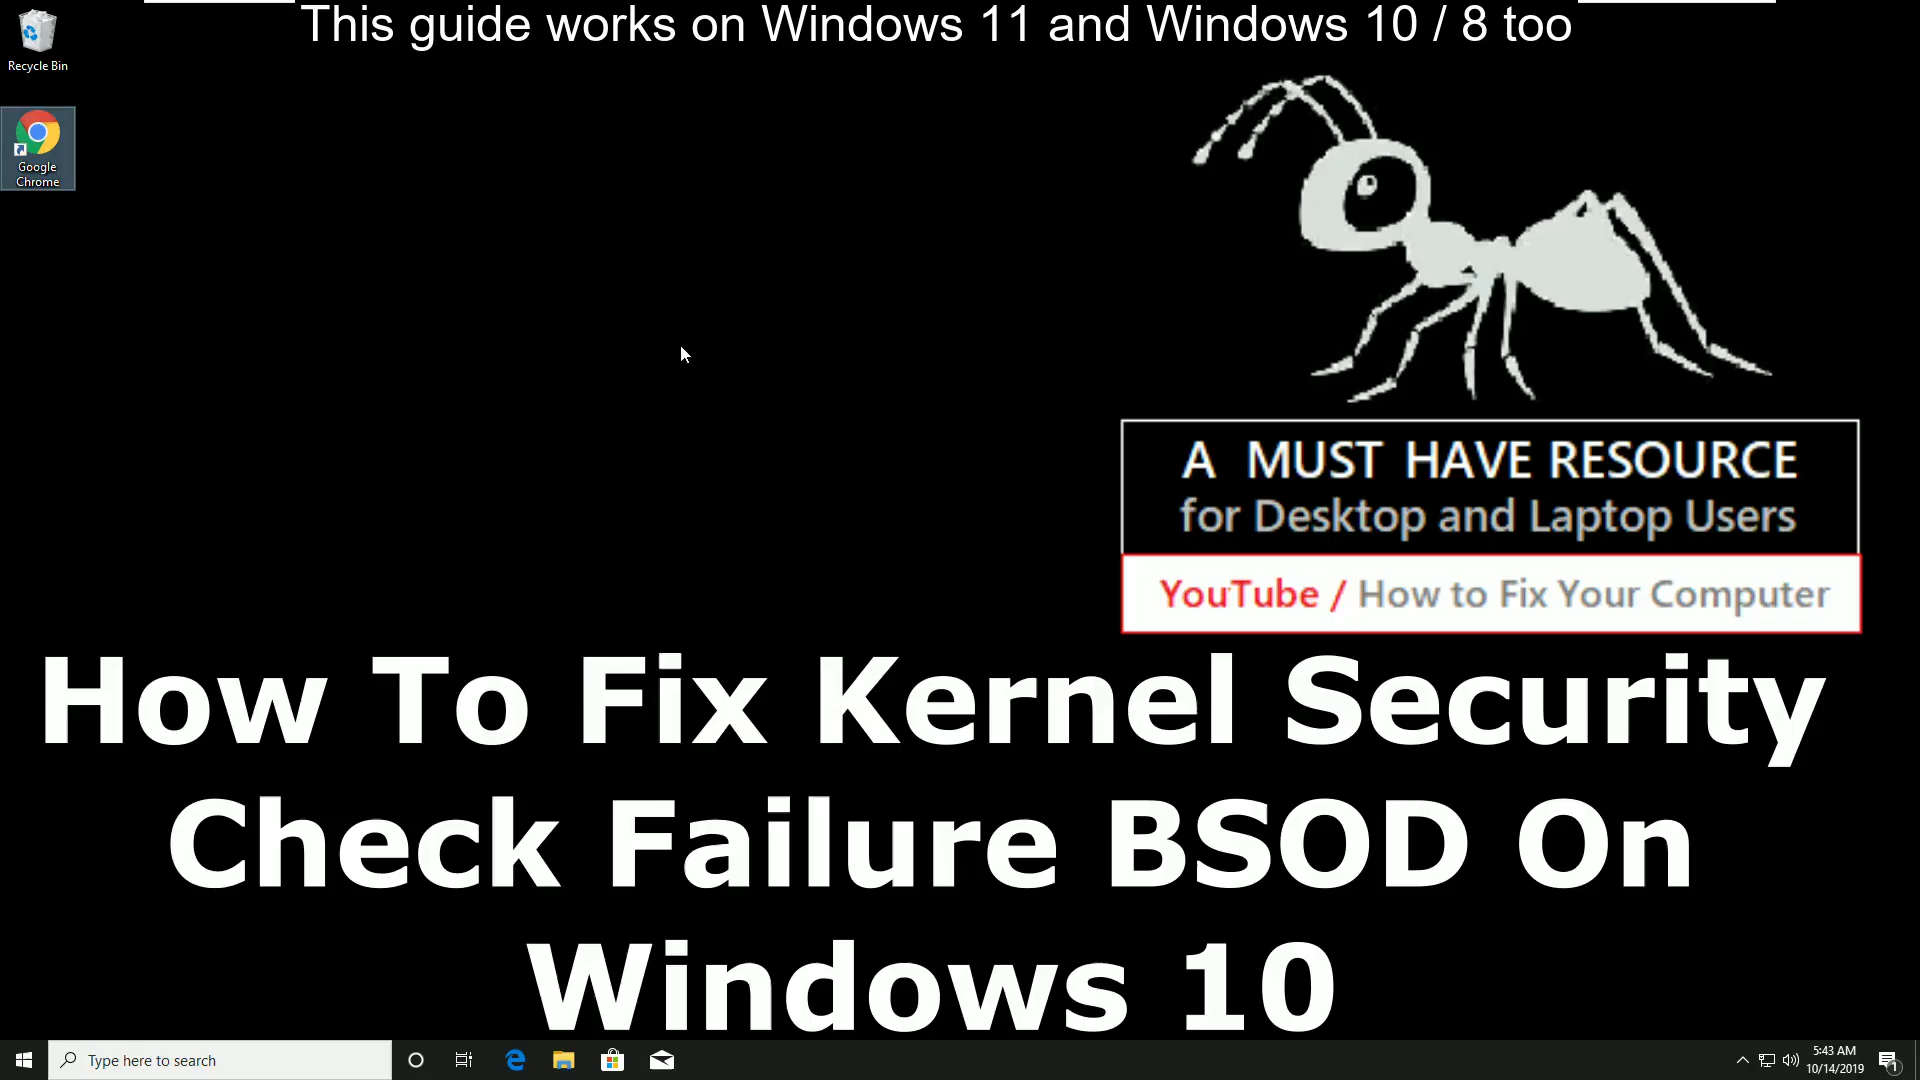 This guide works on Windows 11 and Windows 10 / 8 too
Recycle Bin
Google
Chrome
A MUST HAVE RESOURCE
for Desktop and Laptop Users
YouTube / How to Fix Your Computer
How To Fix Kernel Security
Check Failure BSOD On
Windows 10
Type here to search
5:43 AM
10/14/2019
1